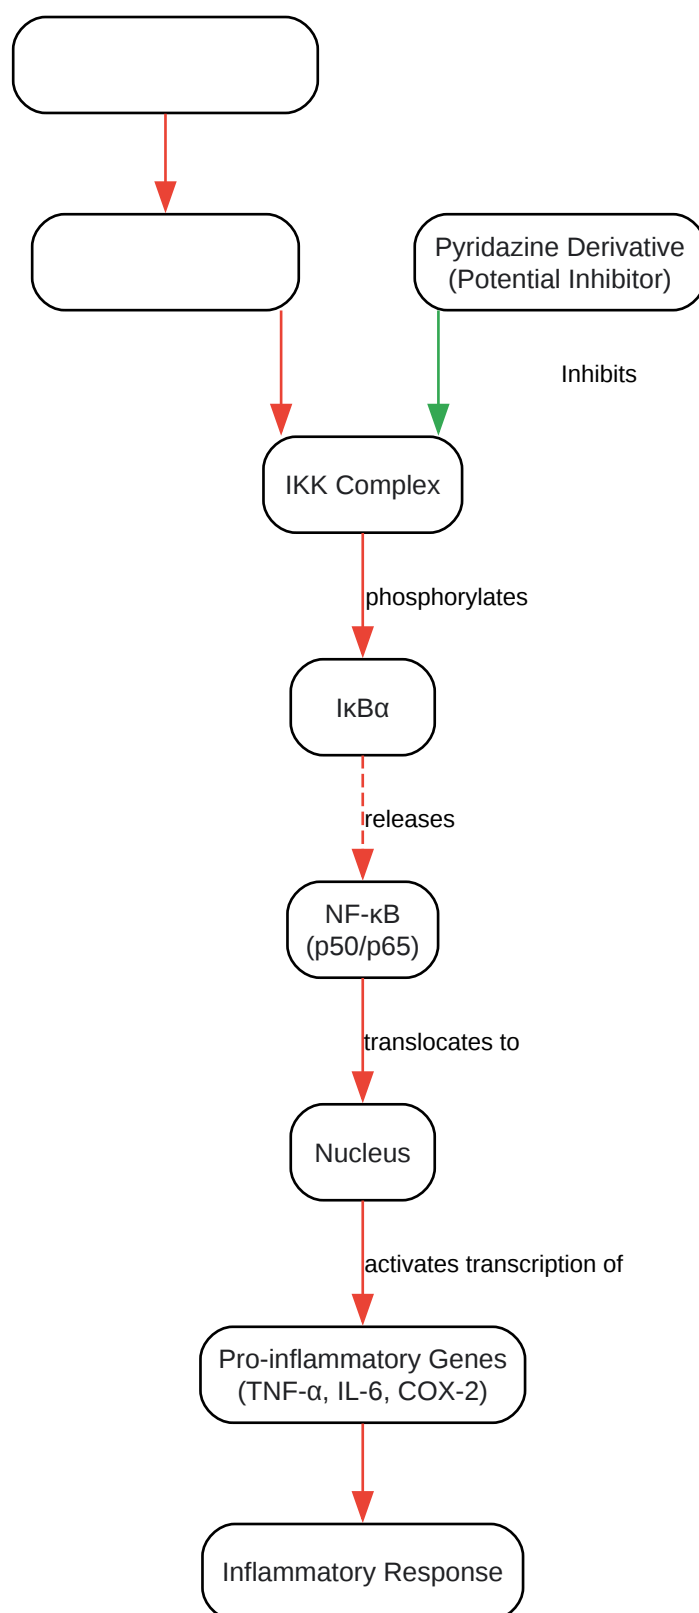 Pyridazine Derivative
(Potential Inhibitor)
Inhibits
IKK Complex
phosphorylates
IκBα
releases
NF-κB
(p50/p65)
translocates to
Nucleus
activates transcription of
Pro-inflammatory Genes
(TNF-α, IL-6, COX-2)
Inflammatory Response